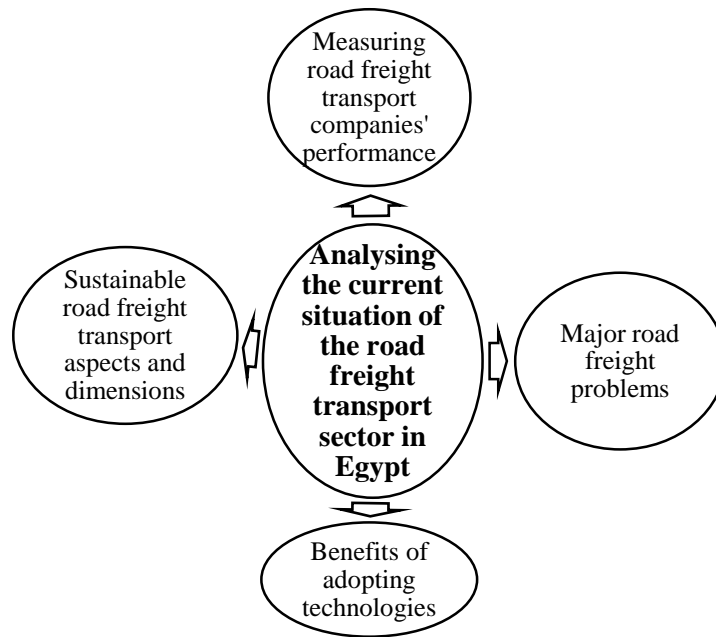 Measuring
road freight
transport
companies'
performance
Sustainable
road freight
transport
aspects and
dimensions
Analysing
the current
situation of
the road
freight
transport
sector in
Egypt
Major road
freight
problems
Benefits of
adopting
technologies